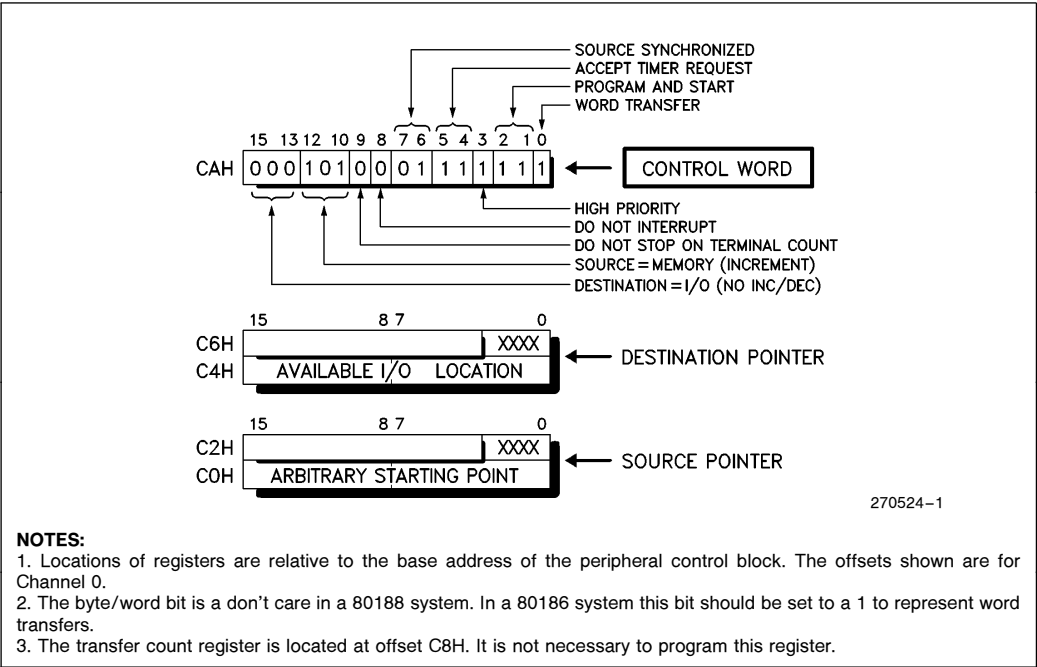 SOURCE SYNCHRONIZED
ACCEPT TIMER REQUEST
PROGRAM AND START
WORD TRANSFER
15 13 12 10 9 8 7 6 5 4 3 2 1 0
CAH 0 0 0 1 0 1 0 0 0 1 1 1 1 1 1 1 CONTROL WORD
HIGH PRIORITY
DO NOT INTERRUPT
DO NOT STOP ON TERMINAL COUNT
SOURCE=MEMORY (INCREMENT)
DESTINATION=I/O (NO INC/DEC)
15 8 7 0
C6H XXXX
DESTINATION POINTER
C4H AVAILABLE I/O LOCATION
15 8 7 0
C2H XXXX
SOURCE POINTER
C0H ARBITRARY STARTING POINT
270524–1
NOTES:
1. Locations of registers are relative to the base address of the peripheral control block. The offsets shown are for
Channel 0.
2. The byte/word bit is a don't care in a 80188 system. In a 80186 system this bit should be set to a 1 to represent word
transfers.
3. The transfer count register is located at offset C8H. It is not necessary to program this register.